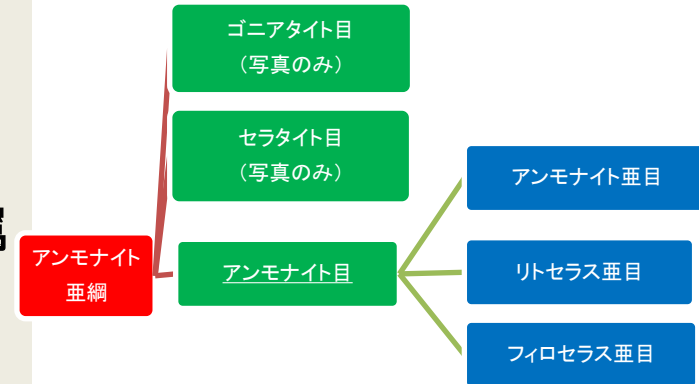 ゴニアタイト目
（写真のみ）
セラタイト目
（写真のみ）
アンモナイト
亜綱
アンモナイト目
アンモナイト亜目
リトセラス亜目
フィロセラス亜目